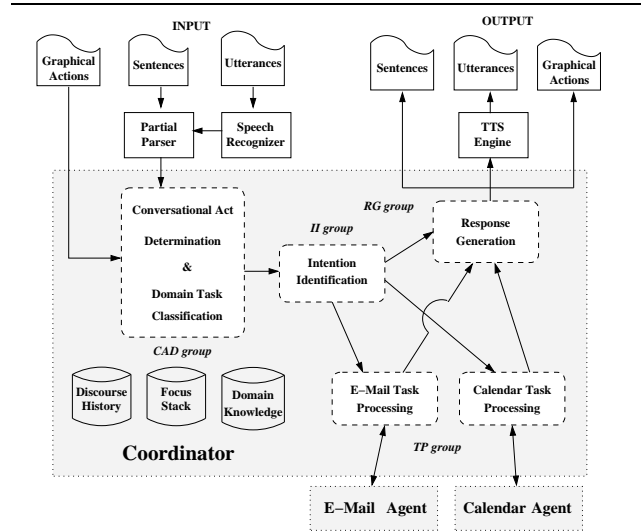 INPUT
OUTPUT
Graphical
Actions
Sentences
Utterances
Sentences
Utterances
Graphical
Actions
Partial
Parser
Speech
Recognizer
TTS
Engine
Conversational Act
Determination
&
Domain Task
Classification
CAD group
II group
Intention
Identification
RG group
Response
Generation
Discourse
History
Focus
Stack
Domain
Knowledge
E−Mail Task
Processing
Calendar Task
Processing
TP group
Coordinator
E−Mail Agent
Calendar Agent